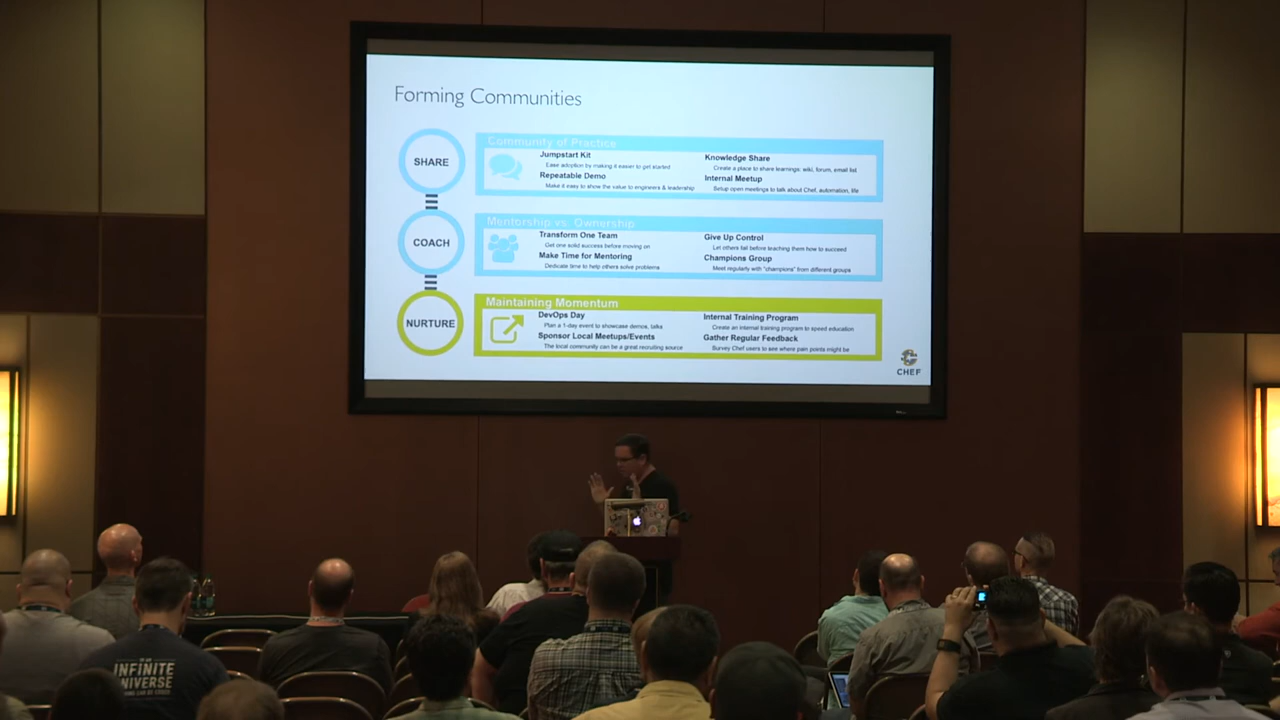 Forming Communities
SHARE
Community of Practice
Jumpstart Kit
Ease adoption by making it easier to get started
Repeatable Demo
Make it easy to show the value to engineers & leadership
Knowledge Share
Create a place to share learnings: wiki, forum, email list
Internal Meetup
Setup open meetings to talk about Chef, automation, life
COACH
Mentorship vs. Ownership
Transform One Team
Get one solid success before moving on
Make Time for Mentoring
Dedicate time to help others solve problems
Give Up Control
Let others fail before teaching them how to succeed
Champions Group
Meet regularly with "champions" from different groups
NURTURE
Maintaining Momentum
DevOps Day
Plan a 1-day event to showcase demos, talks
Sponsor Local Meetups/Events
The local community can be a great recruiting source
Internal Training Program
Create an internal training program to speed education
Gather Regular Feedback
Survey Chef users to see where pain points might be
CHEF
INFINITE